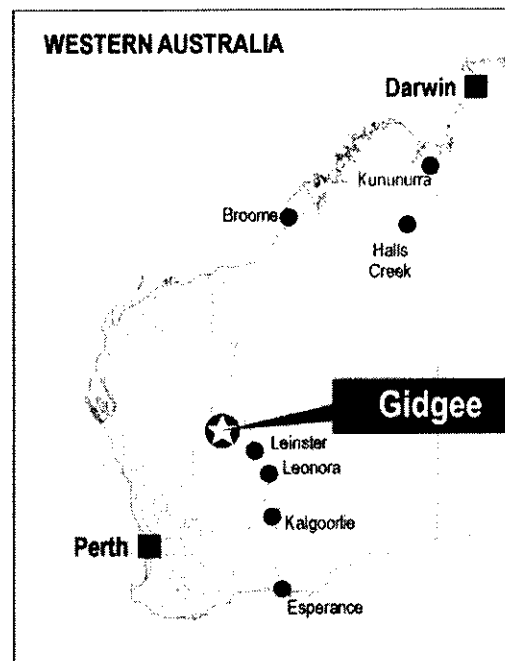 WESTERN AUSTRALIA
Darwin
Kununurra
Broome
Halls
Creek
Gidgee
Leinster
Leonora
Kalgoorlie
Perth
Esperance